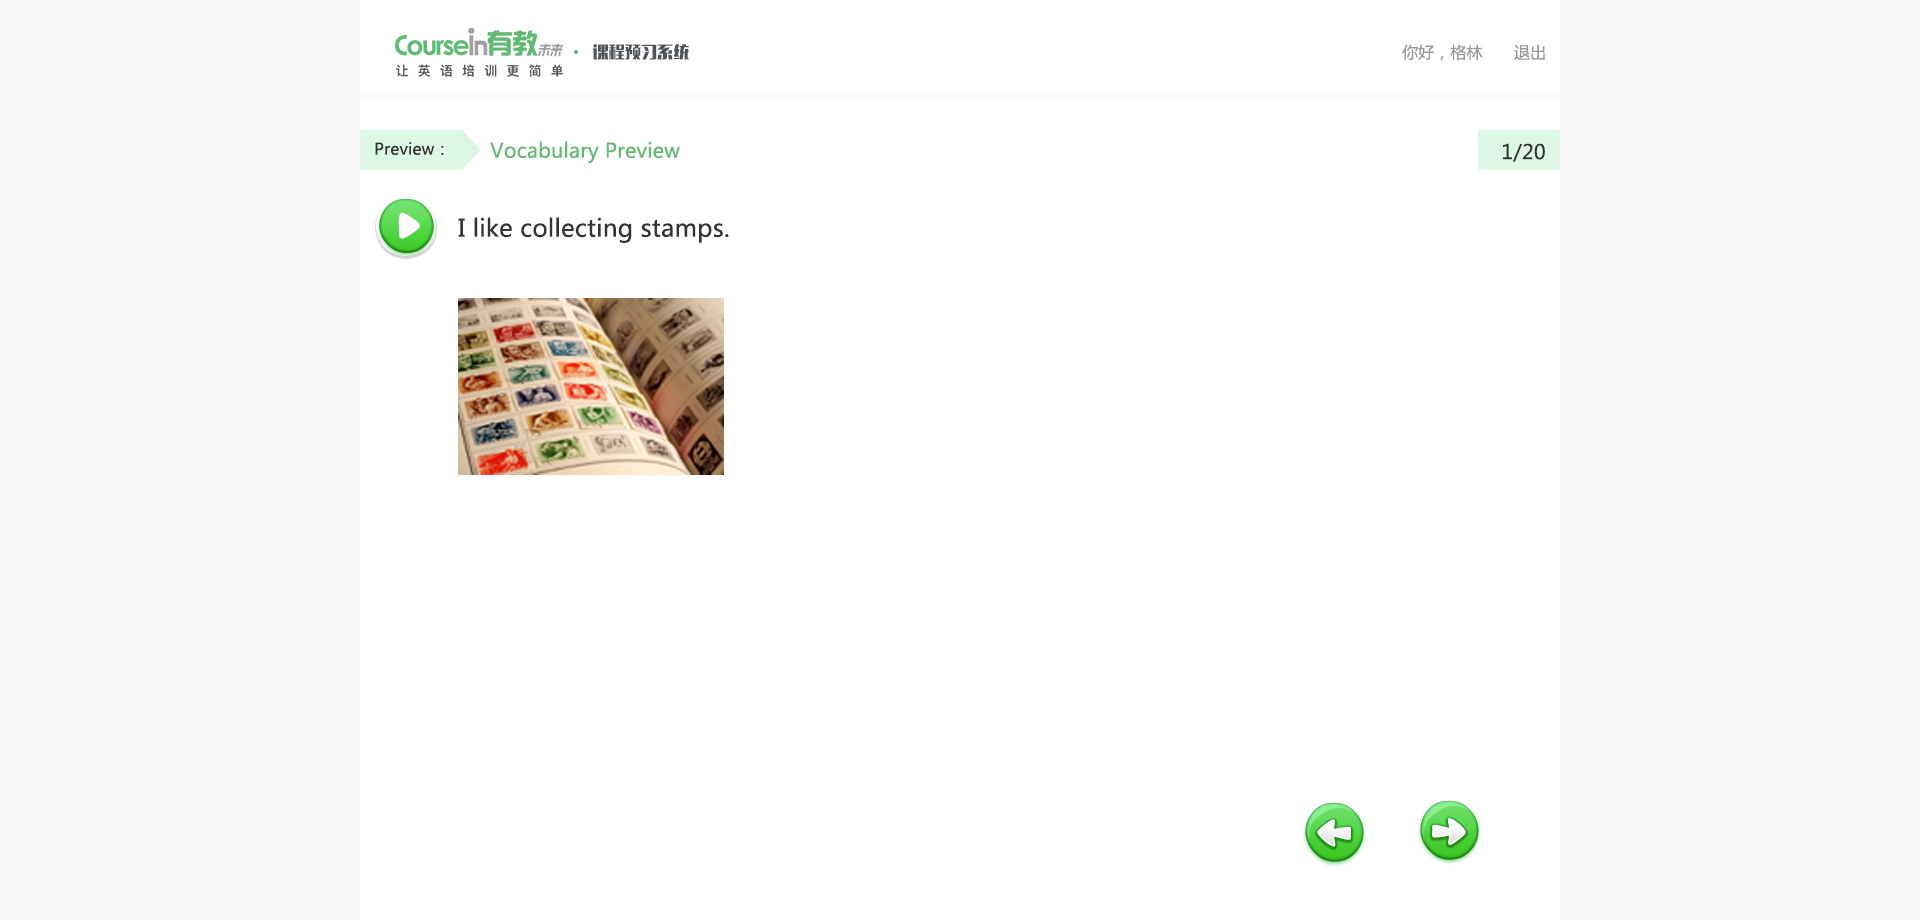 Coursein有教未来 · 课程预习系统
让英语培训更简单
你好，格林 退出
Preview：
Vocabulary Preview
1/20
I like collecting stamps.